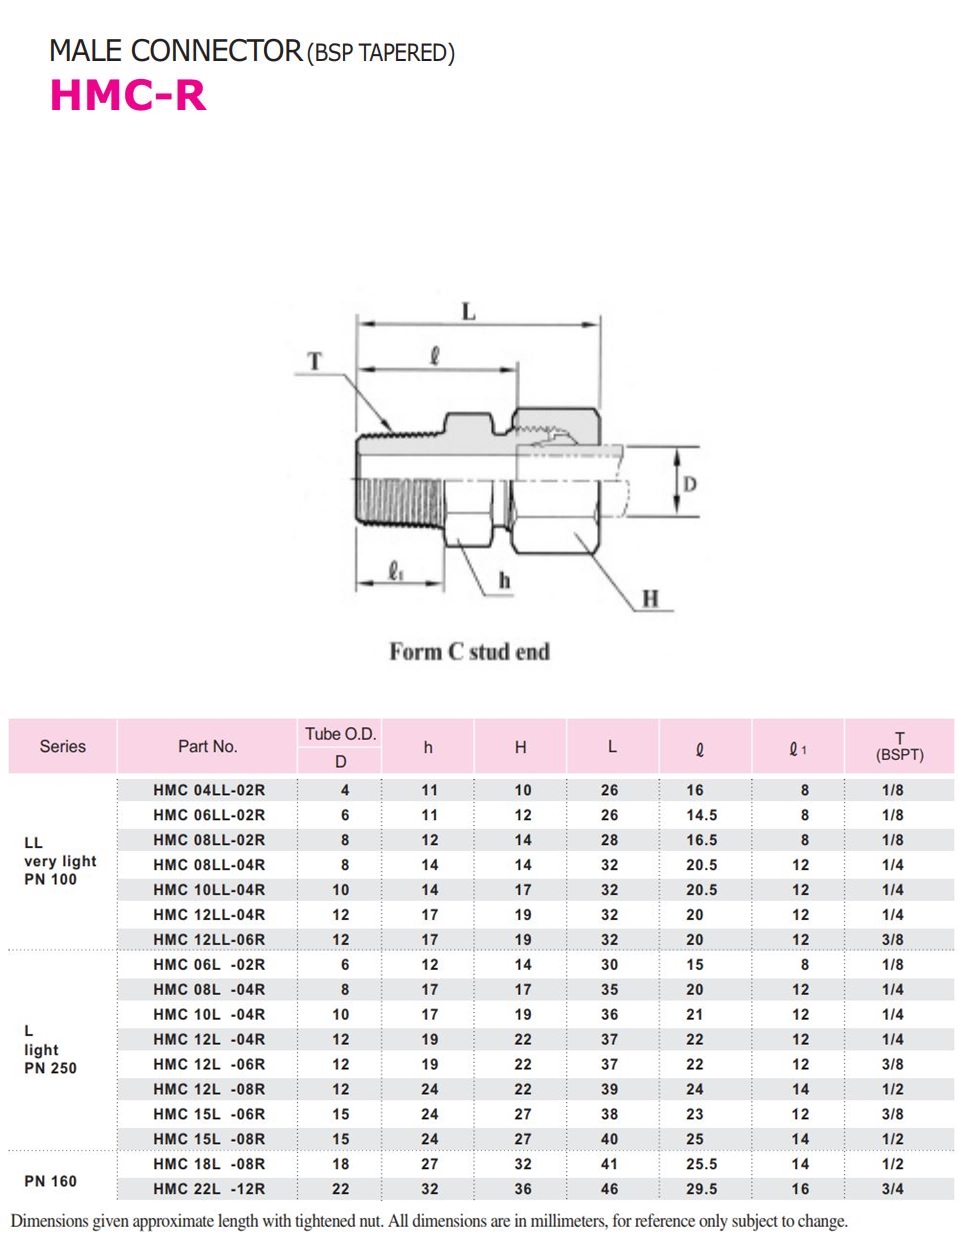 MALE CONNECTOR (BSP TAPERED)
HMC-R
L
ℓ
T
D
ℓ1
h
H
Form C stud end
Series Part No. Tube O.D. D h H L ℓ ℓ1 T (BSPT)
LL very light PN 100
HMC 04LL-02R 4 11 10 26 16 8 1/8
HMC 06LL-02R 6 11 12 26 14.5 8 1/8
HMC 08LL-02R 8 12 14 28 16.5 8 1/8
HMC 08LL-04R 8 14 14 32 20.5 12 1/4
HMC 10LL-04R 10 14 17 32 20.5 12 1/4
HMC 12LL-04R 12 17 19 32 20 12 1/4
HMC 12LL-06R 12 17 19 32 20 12 3/8
L light PN 250
HMC 06L -02R 6 12 14 30 15 8 1/8
HMC 08L -04R 8 17 17 35 20 12 1/4
HMC 10L -04R 10 17 19 36 21 12 1/4
HMC 12L -04R 12 19 22 37 22 12 1/4
HMC 12L -06R 12 19 22 37 22 12 3/8
HMC 12L -08R 12 24 22 39 24 14 1/2
HMC 15L -06R 15 24 27 38 23 12 3/8
HMC 15L -08R 15 24 27 40 25 14 1/2
PN 160
HMC 18L -08R 18 27 32 41 25.5 14 1/2
HMC 22L -12R 22 32 36 46 29.5 16 3/4
Dimensions given approximate length with tightened nut. All dimensions are in millimeters, for reference only subject to change.